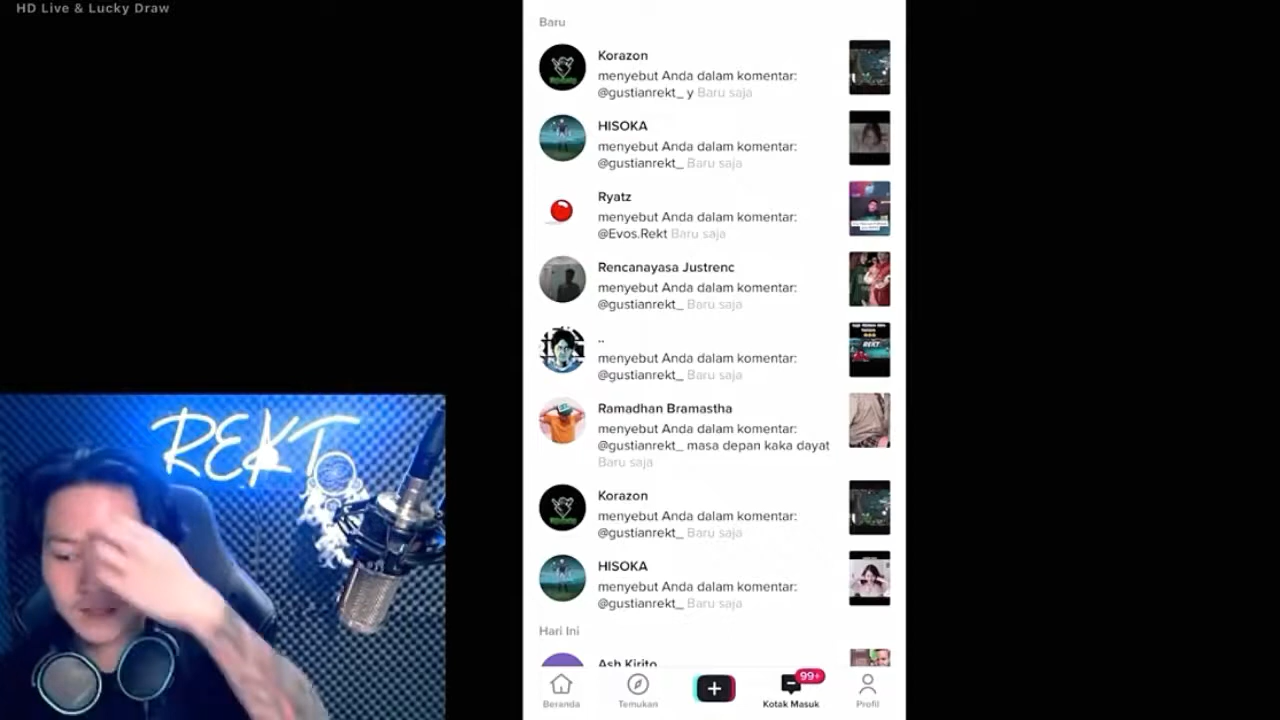 HD Live & Lucky Draw
Baru
Korazon
menyebut Anda dalam komentar:
@gustianrekt_ y Baru saja
HISOKA
menyebut Anda dalam komentar:
@gustianrekt_ Baru saja
Ryatz
menyebut Anda dalam komentar:
@Evos.Rekt Baru saja
Rencanayasa Justrenc
menyebut Anda dalam komentar:
@gustianrekt_ Baru saja
..
menyebut Anda dalam komentar:
@gustianrekt_ Baru saja
Ramadhan Bramastha
menyebut Anda dalam komentar:
@gustianrekt_ masa depan kaka dayat
Baru saja
Korazon
menyebut Anda dalam komentar:
@gustianrekt_ Baru saja
HISOKA
menyebut Anda dalam komentar:
@gustianrekt_ Baru saja
Hari Ini
Ash Kirito
99+
Beranda
Temukan
Kotak Masuk
Profil
REKT
REKT